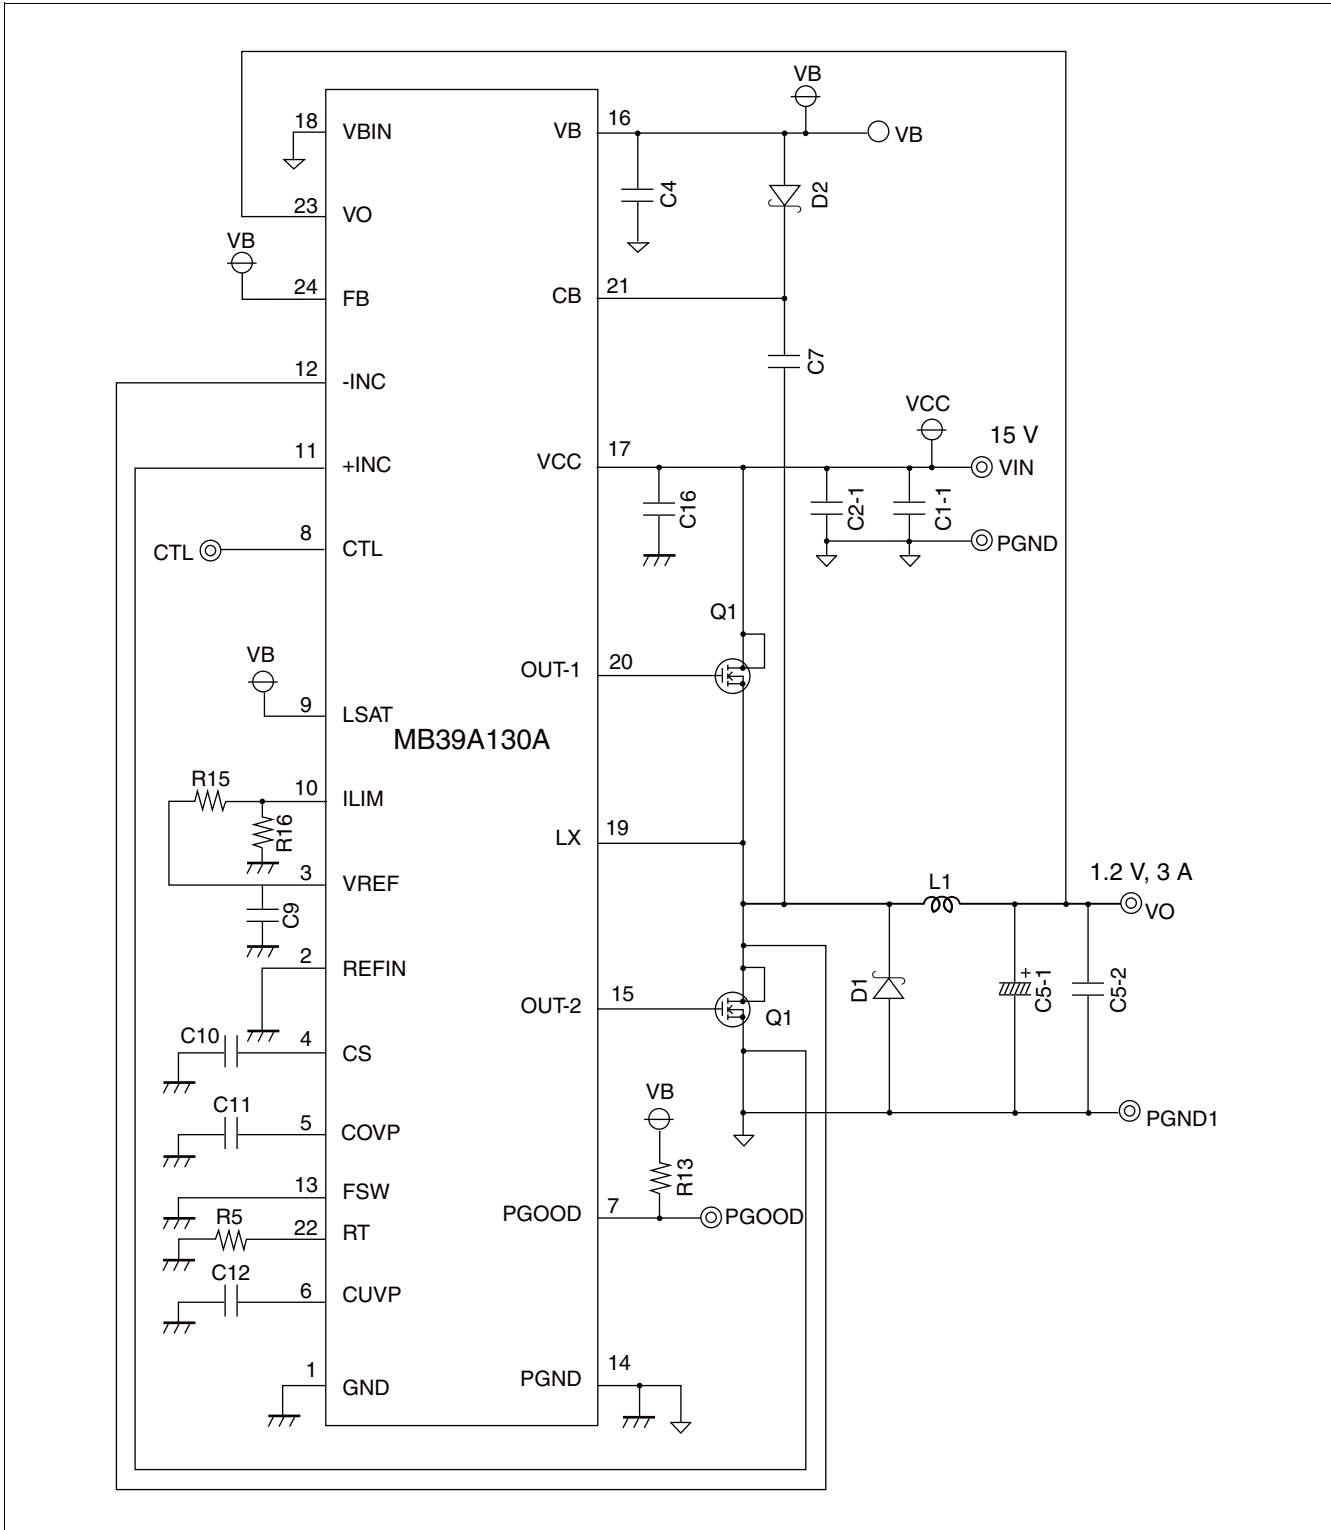 VB
18
VBIN
VB
16
VB
C4
D2
23
VO
VB
24
FB
CB
21
C7
12
-INC
VCC
15 V
11
+INC
VCC
17
VIN
C16
C2-1
C1-1
PGND
CTL
8
CTL
Q1
OUT-1
20
VB
9
LSAT
MB39A130A
R15
10
ILIM
R16
LX
19
3
VREF
C9
L1
1.2 V, 3 A
VO
2
REFIN
D1
+
C5-1
C5-2
OUT-2
15
Q1
C10
4
CS
C11
5
COVP
VB
PGND1
R13
13
FSW
R5
22
RT
PGOOD
7
PGOOD
C12
6
CUVP
1
GND
PGND
14